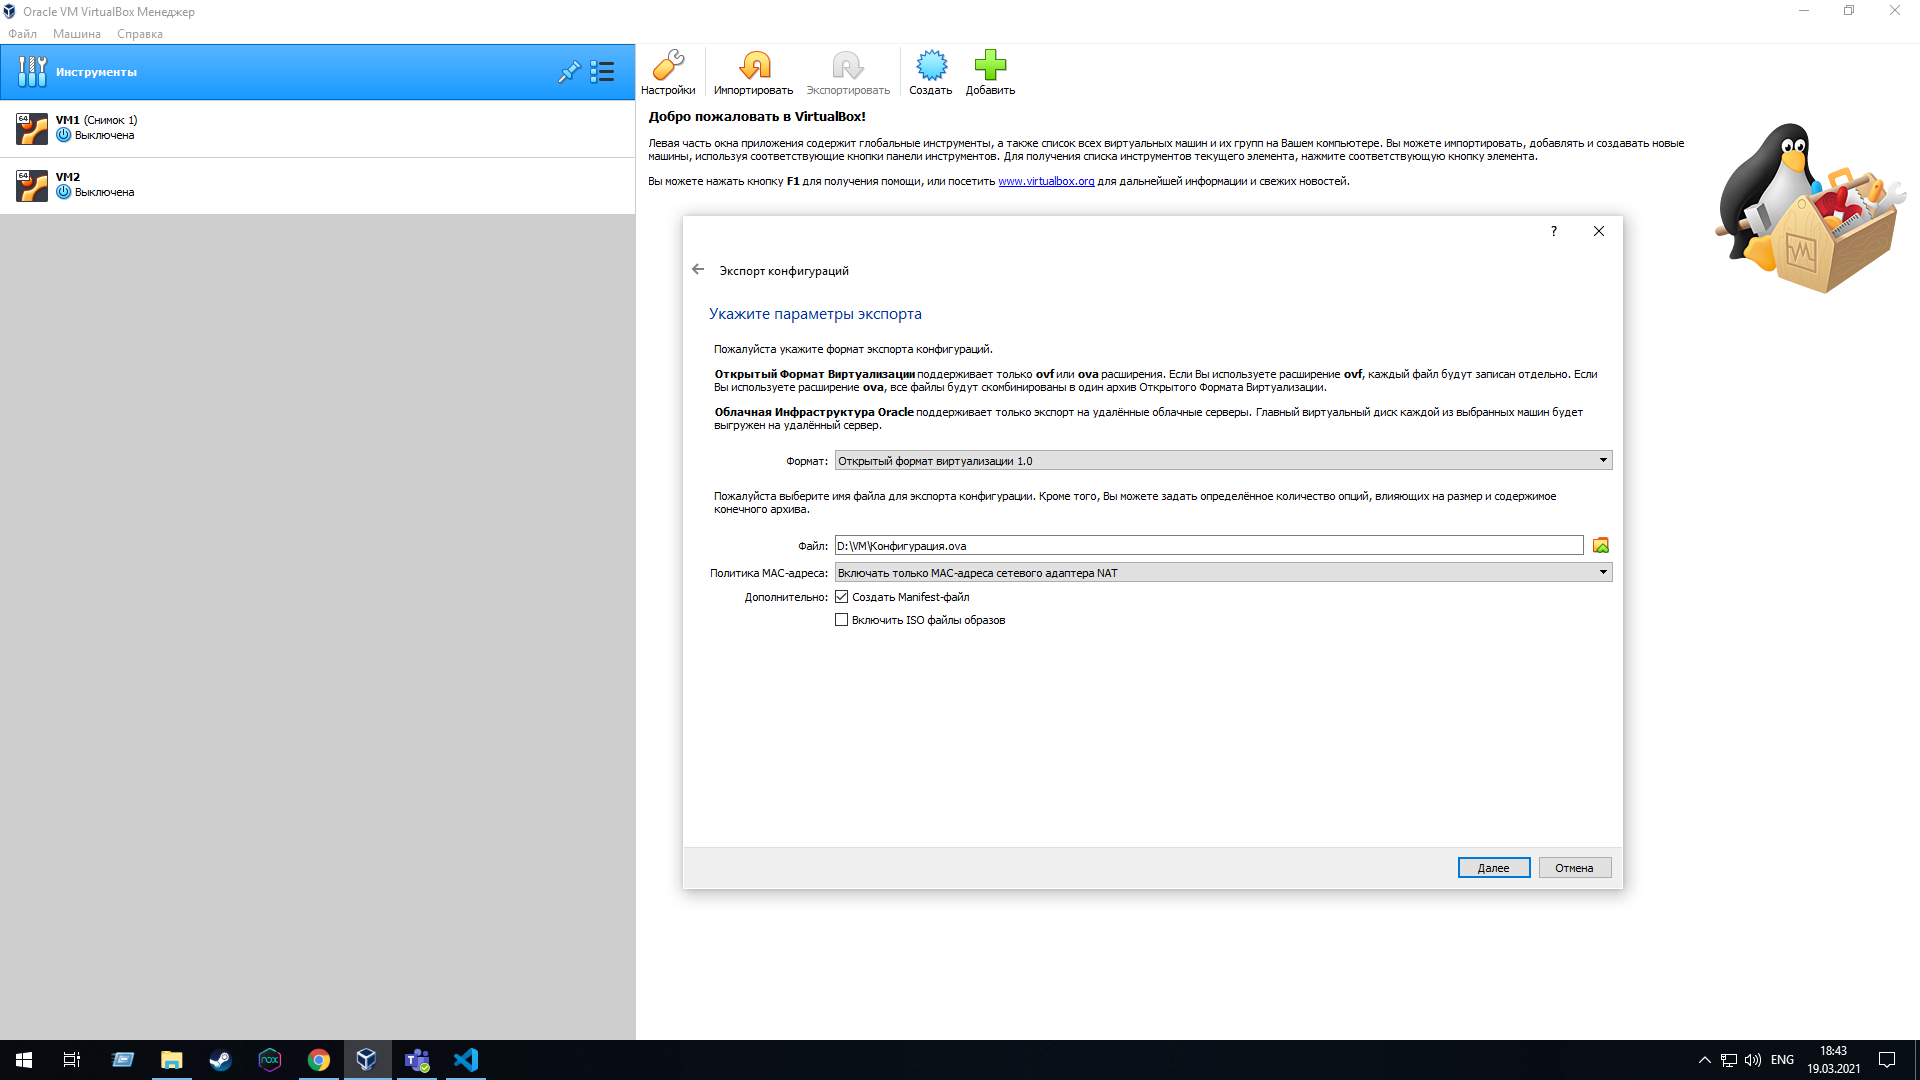 Oracle VM VirtualBox Менеджер
Файл Машина Справка
Инструменты
64 VM1 (Снимок 1)
Выключена
64 VM2
Выключена
Настройки Импортировать Экспортировать Создать Добавить
Добро пожаловать в VirtualBox!
Левая часть окна приложения содержит глобальные инструменты, а также список всех виртуальных машин и их групп на Вашем компьютере. Вы можете импортировать, добавлять и создавать новые
машины, используя соответствующие кнопки панели инструментов. Для получения списка инструментов текущего элемента, нажмите соответствующую кнопку элемента.
Вы можете нажать кнопку F1 для получения помощи, или посетить www.virtualbox.org для дальнейшей информации и свежих новостей.
?
Экспорт конфигураций
Укажите параметры экспорта
Пожалуйста укажите формат экспорта конфигураций.
Открытый Формат Виртуализации поддерживает только ovf или ova расширения. Если Вы используете расширение ovf, каждый файл будут записан отдельно. Если
Вы используете расширение ova, все файлы будут скомбинированы в один архив Открытого Формата Виртуализации.
Облачная Инфраструктура Oracle поддерживает только экспорт на удалённые облачные серверы. Главный виртуальный диск каждой из выбранных машин будет
выгружен на удалённый сервер.
Формат: Открытый формат виртуализации 1.0
Пожалуйста выберите имя файла для экспорта конфигурации. Кроме того, Вы можете задать определённое количество опций, влияющих на размер и содержимое
конечного архива.
Файл: D:\VM\Конфигурация.ova
Политика MAC-адреса: Включать только MAC-адреса сетевого адаптера NAT
Дополнительно: Создать Manifest-файл
Включить ISO файлы образов
Далее Отмена
nox
T
ENG
18:43
19.03.2021